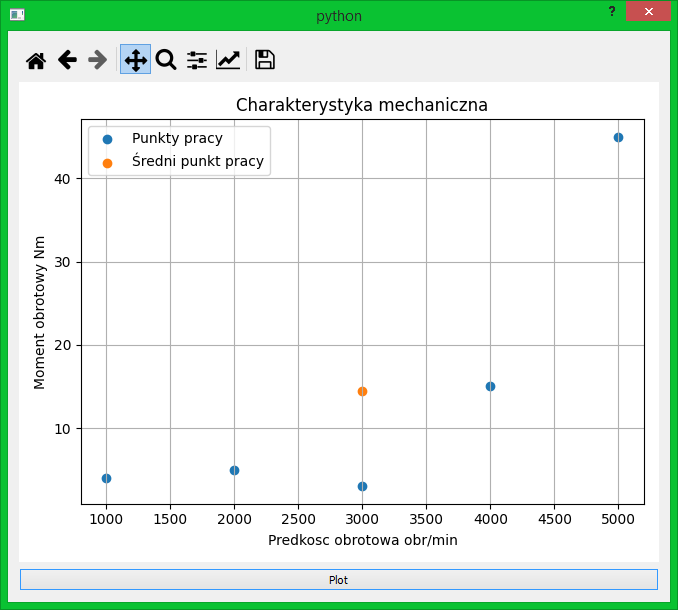 python
?
Charakterystyka mechaniczna
Punkty pracy
Średni punkt pracy
40
30
20
10
Moment obrotowy Nm
1000 1500 2000 2500 3000 3500 4000 4500 5000
Predkosc obrotowa obr/min
Plot